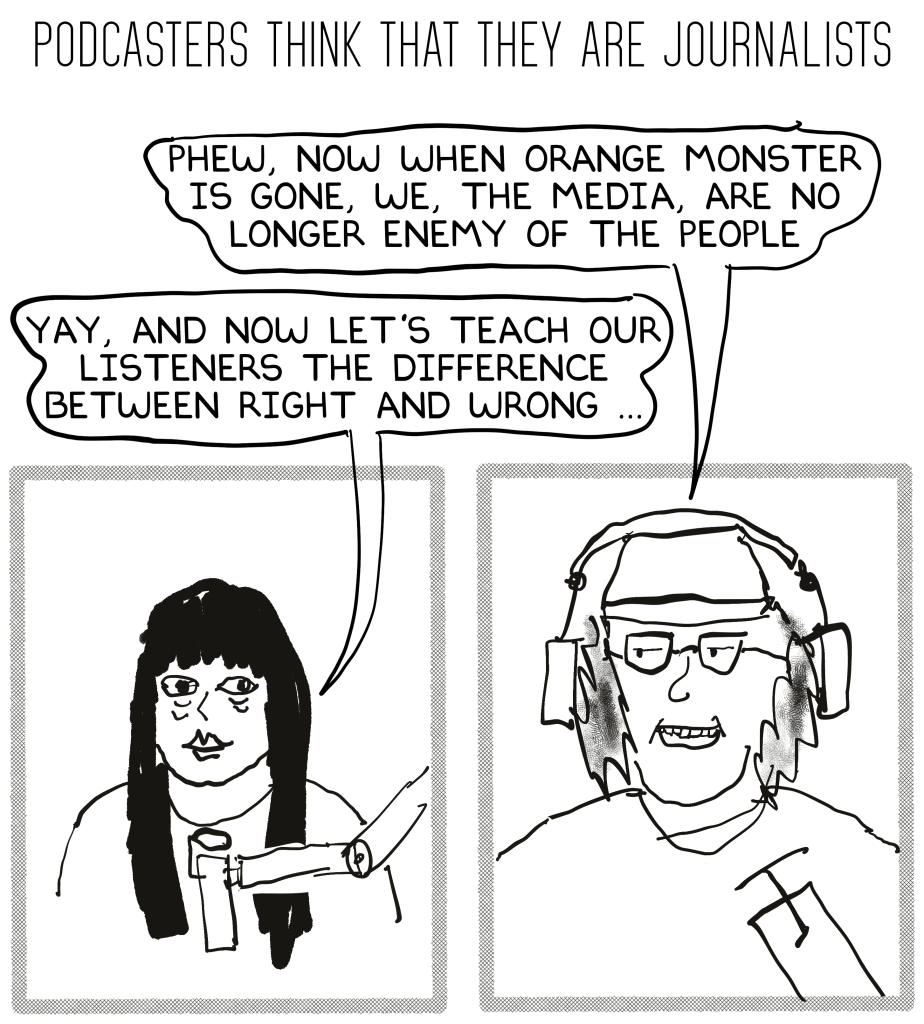 PODCASTERS THINK THAT THEY ARE JOURNALISTS
PHEW, NOW WHEN ORANGE MONSTER
IS GONE, WE, THE MEDIA, ARE NO
LONGER ENEMY OF THE PEOPLE
YAY, AND NOW LET'S TEACH OUR
LISTENERS THE DIFFERENCE
BETWEEN RIGHT AND WRONG ...